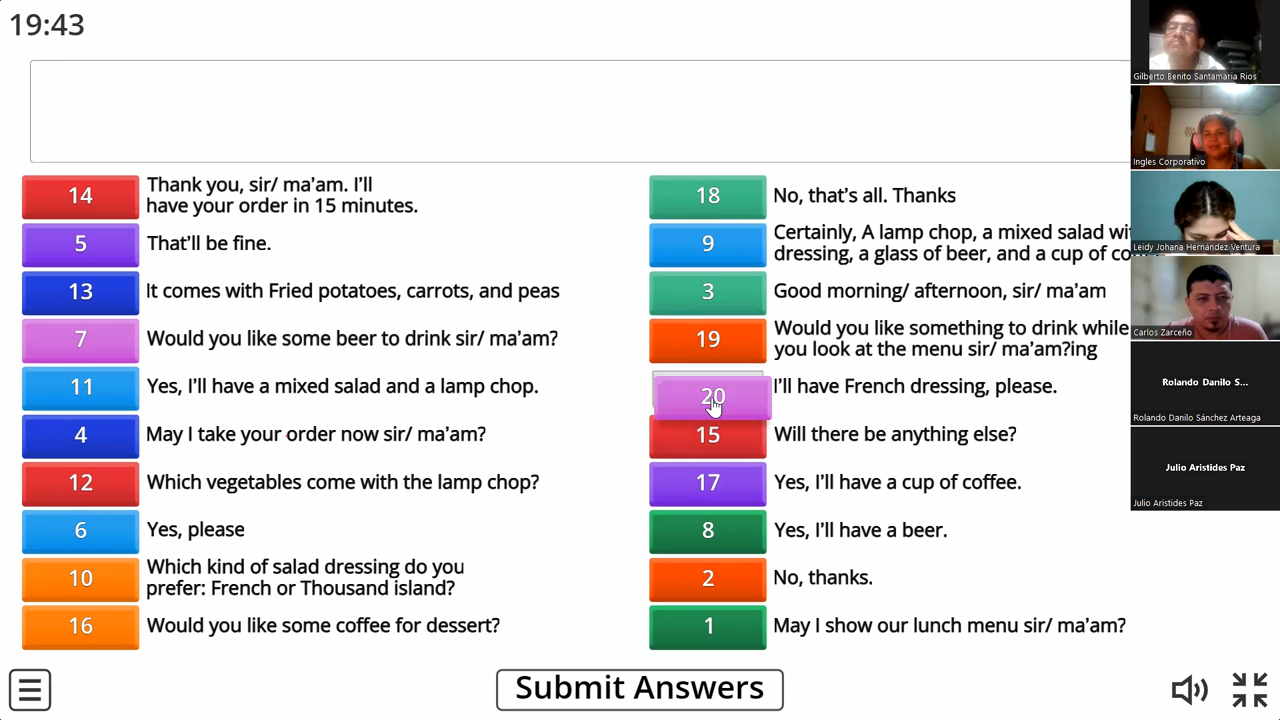 19:43
14 Thank you, sir/ ma'am. I'll
have your order in 15 minutes.
5 That'll be fine.
13 It comes with Fried potatoes, carrots, and peas
7 Would you like some beer to drink sir/ ma'am?
11 Yes, I'll have a mixed salad and a lamp chop.
4 May I take your order now sir/ ma'am?
12 Which vegetables come with the lamp chop?
6 Yes, please
10 Which kind of salad dressing do you
prefer: French or Thousand island?
16 Would you like some coffee for dessert?
18 No, that's all. Thanks
9 Certainly, A lamp chop, a mixed salad wi
dressing, a glass of beer, and a cup of co
3 Good morning/ afternoon, sir/ ma'am
19 Would you like something to drink while
you look at the menu sir/ ma'am?ing
20 I'll have French dressing, please.
15 Will there be anything else?
17 Yes, I'll have a cup of coffee.
8 Yes, I'll have a beer.
2 No, thanks.
1 May I show our lunch menu sir/ ma'am?
Submit Answers
Gilberto Benito Santamaria Rios
Ingles Corporativo
Leidy Johana Hernández Ventura
Carlos Zarceño
Rolando Danilo S...
Rolando Danilo Sánchez Arteaga
Julio Aristides Paz
Julio Aristides Paz